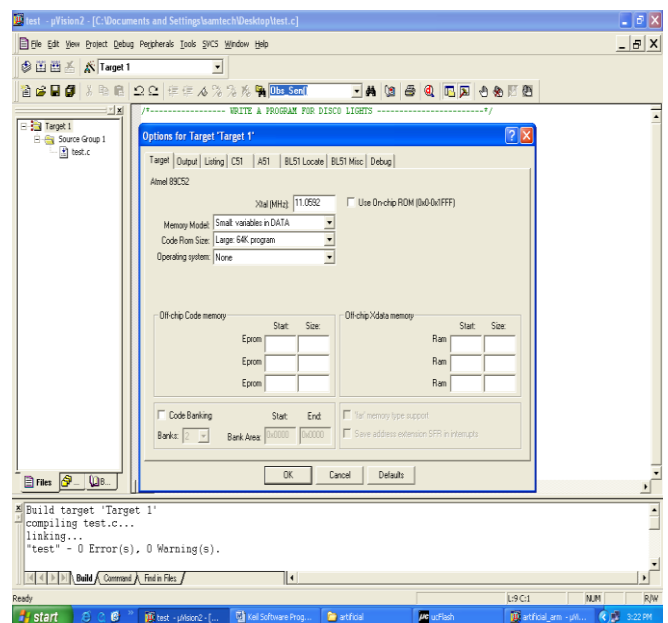 test - µVision2 - [C:\Documents and Settings\samtech\Desktop\test.c]
File Edit View Project Debug Peripherals Tools SVCS Window Help
Target 1
Obs_Sen(
/*----------------- WRITE A PROGRAM FOR DISCO LIGHTS ------------------------*/
Target 1
Source Group 1
test.c
Options for Target 'Target 1'
Target Output Listing C51 A51 BL51 Locate BL51 Misc Debug
Atmel 89C52
Xtal (MHz): 11.0592
Use On-chip ROM (0x0-0x1FFF)
Memory Model: Small: variables in DATA
Code Rom Size: Large: 64K program
Operating system: None
Off-chip Code memory
Start: Size:
Eprom
Eprom
Eprom
Off-chip Xdata memory
Start: Size:
Ram
Ram
Ram
Code Banking
Start: End:
Banks: 2 Bank Area: 0x0000 0x0000
'far' memory type support
Save address extension SFR in interrupts
OK Cancel Defaults
Files B...
Build target 'Target 1'
compiling test.c...
linking...
"test" - 0 Error(s), 0 Warning(s).
Build Command Find in Files
Ready L:9 C:1 NUM R/W
start test - µVision2 - [... Keil Software Prog... artifical µc ucFlash artifical_arm - µVi... 3:22 PM